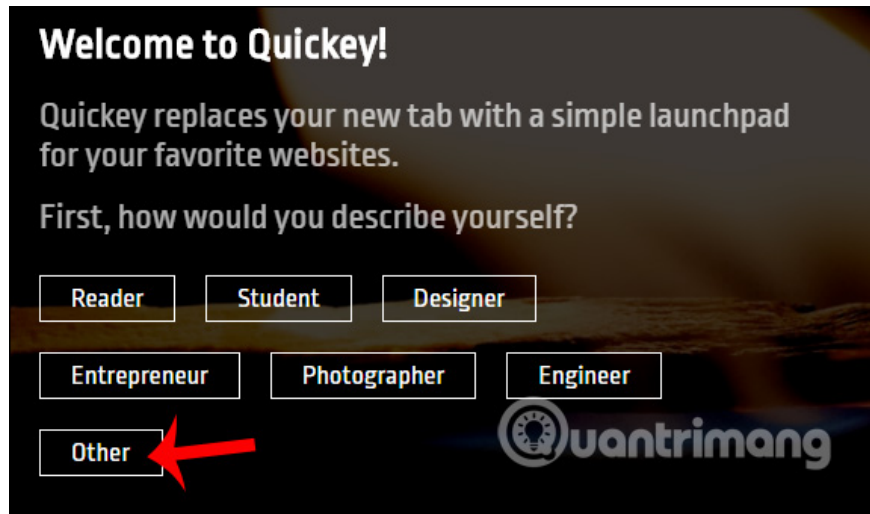 Welcome to Quickey!
Quickey replaces your new tab with a simple launchpad
for your favorite websites.
First, how would you describe yourself?
Reader Student Designer
Entrepreneur Photographer Engineer
Other
Quantrimang